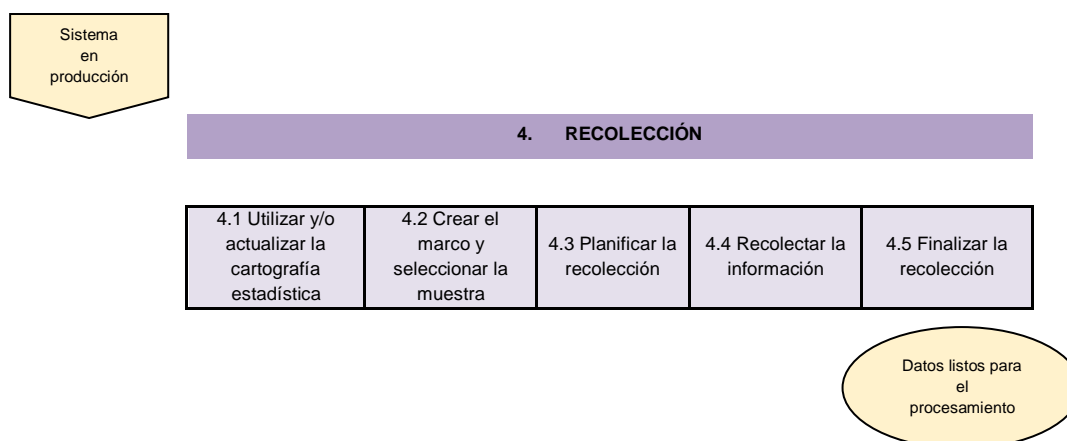 Sistema
en
producción
4. RECOLECCIÓN
4.1 Utilizar y/o
actualizar la
cartografía
estadística
4.2 Crear el
marco y
seleccionar la
muestra
4.3 Planificar la
recolección
4.4 Recolectar la
información
4.5 Finalizar la
recolección
Datos listos para
el
procesamiento